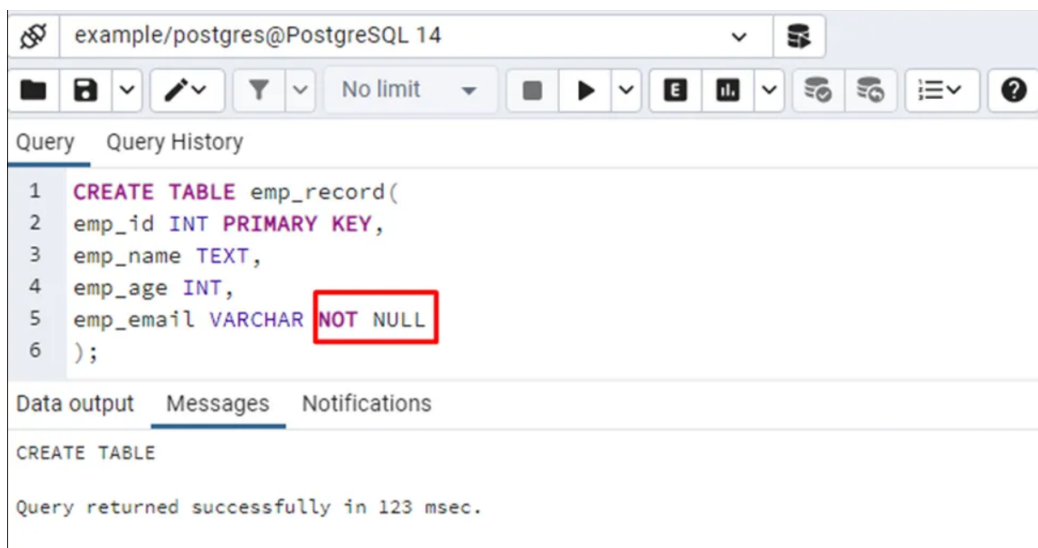 example/postgres@PostgreSQL 14
No limit
E
?
Query Query History
1 CREATE TABLE emp_record(
2 emp_id INT PRIMARY KEY,
3 emp_name TEXT,
4 emp_age INT,
5 emp_email VARCHAR NOT NULL
6 );
Data output Messages Notifications
CREATE TABLE
Query returned successfully in 123 msec.